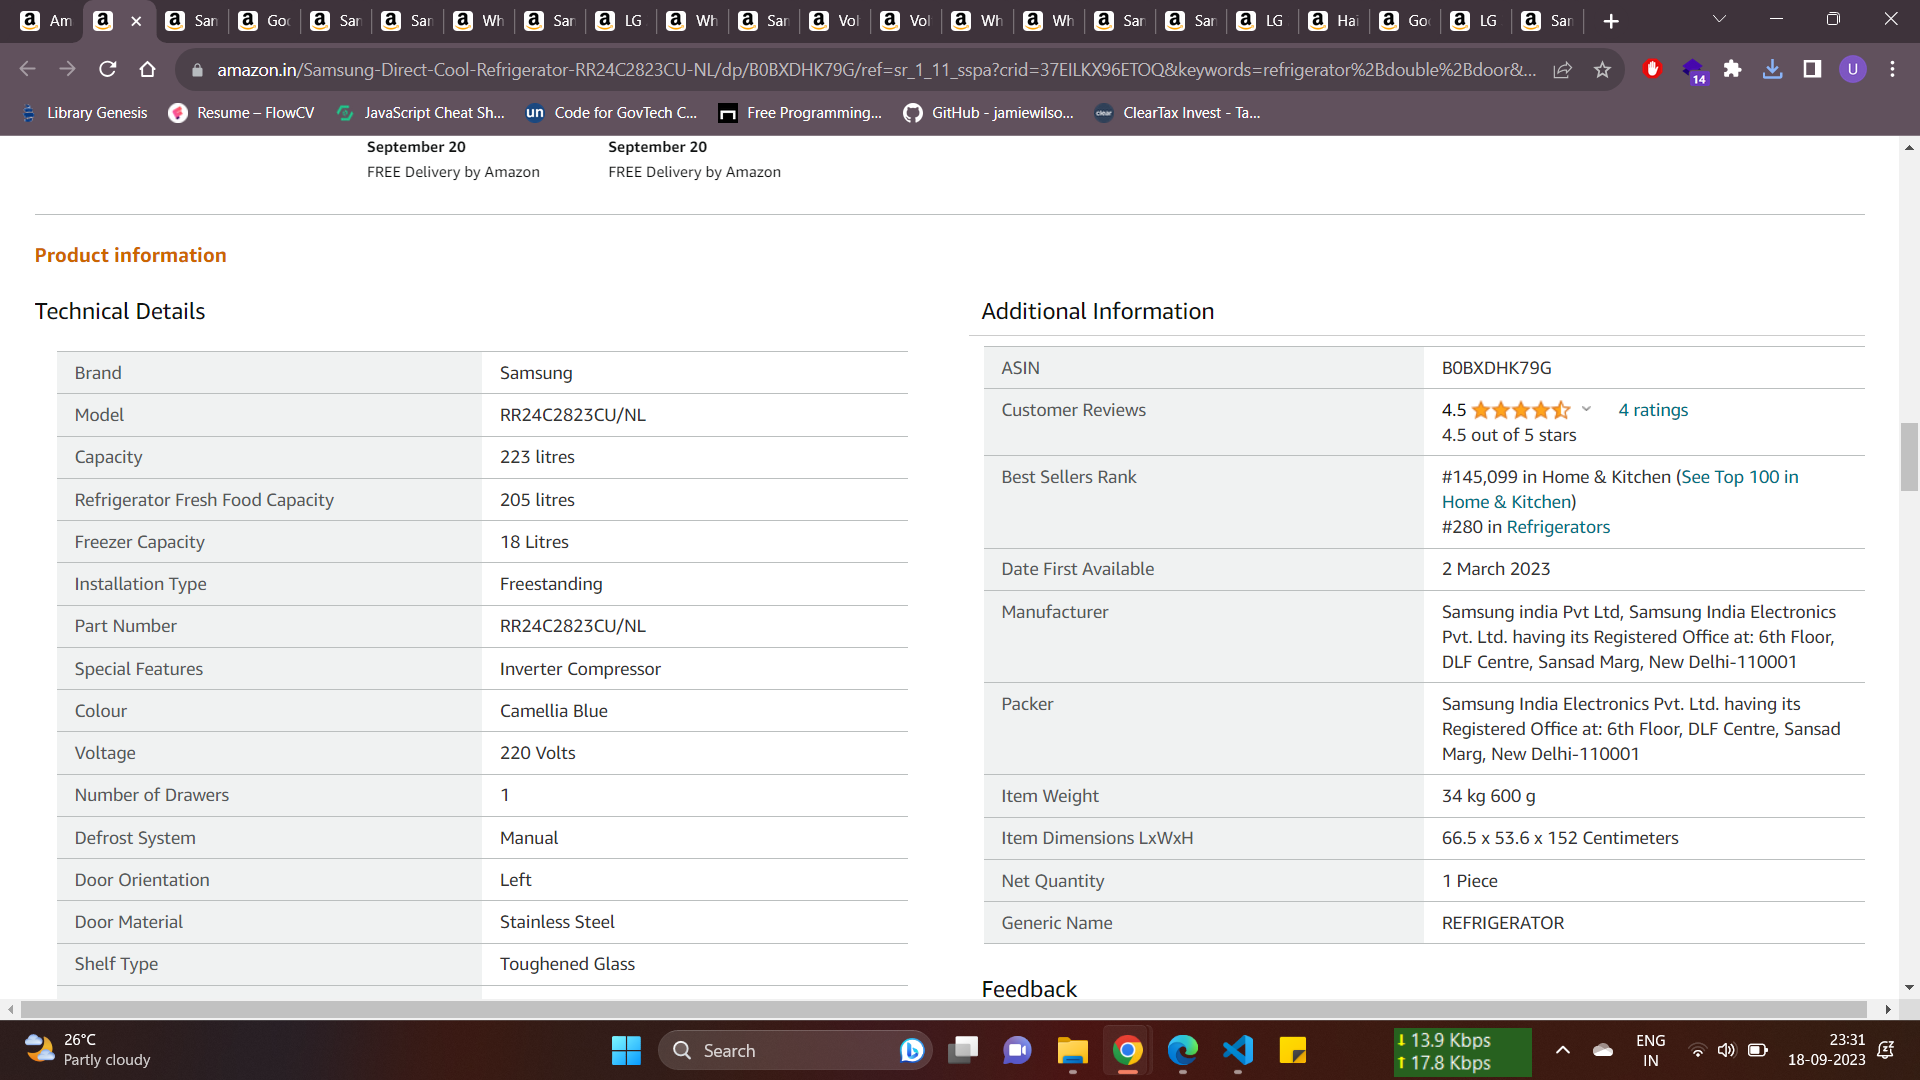 Am
San
Goo
San
San
Wh
San
LG
Wh
San
Vol
Vol
Wh
Wh
San
San
LG
Hai
Goo
LG
San
amazon.in/Samsung-Direct-Cool-Refrigerator-RR24C2823CU-NL/dp/B0BXDHK79G/ref=sr_1_11_sspa?crid=37EILKX96ETOQ&keywords=refrigerator%2Bdouble%2Bdoor&...
14
U
Library Genesis
Resume – FlowCV
JavaScript Cheat Sh...
un
Code for GovTech C...
Free Programming...
GitHub - jamiewilso...
clear
ClearTax Invest - Ta...
September 20
FREE Delivery by Amazon
September 20
FREE Delivery by Amazon
Product information
Technical Details
Brand Samsung
Model RR24C2823CU/NL
Capacity 223 litres
Refrigerator Fresh Food Capacity 205 litres
Freezer Capacity 18 Litres
Installation Type Freestanding
Part Number RR24C2823CU/NL
Special Features Inverter Compressor
Colour Camellia Blue
Voltage 220 Volts
Number of Drawers 1
Defrost System Manual
Door Orientation Left
Door Material Stainless Steel
Shelf Type Toughened Glass
Additional Information
ASIN B0BXDHK79G
Customer Reviews 4.5 4 ratings
4.5 out of 5 stars
Best Sellers Rank #145,099 in Home & Kitchen (See Top 100 in
Home & Kitchen)
#280 in Refrigerators
Date First Available 2 March 2023
Manufacturer Samsung india Pvt Ltd, Samsung India Electronics
Pvt. Ltd. having its Registered Office at: 6th Floor,
DLF Centre, Sansad Marg, New Delhi-110001
Packer Samsung India Electronics Pvt. Ltd. having its
Registered Office at: 6th Floor, DLF Centre, Sansad
Marg, New Delhi-110001
Item Weight 34 kg 600 g
Item Dimensions LxWxH 66.5 x 53.6 x 152 Centimeters
Net Quantity 1 Piece
Generic Name REFRIGERATOR
Feedback
26°C
Partly cloudy
Search
13.9 Kbps
17.8 Kbps
ENG
IN
23:31
18-09-2023